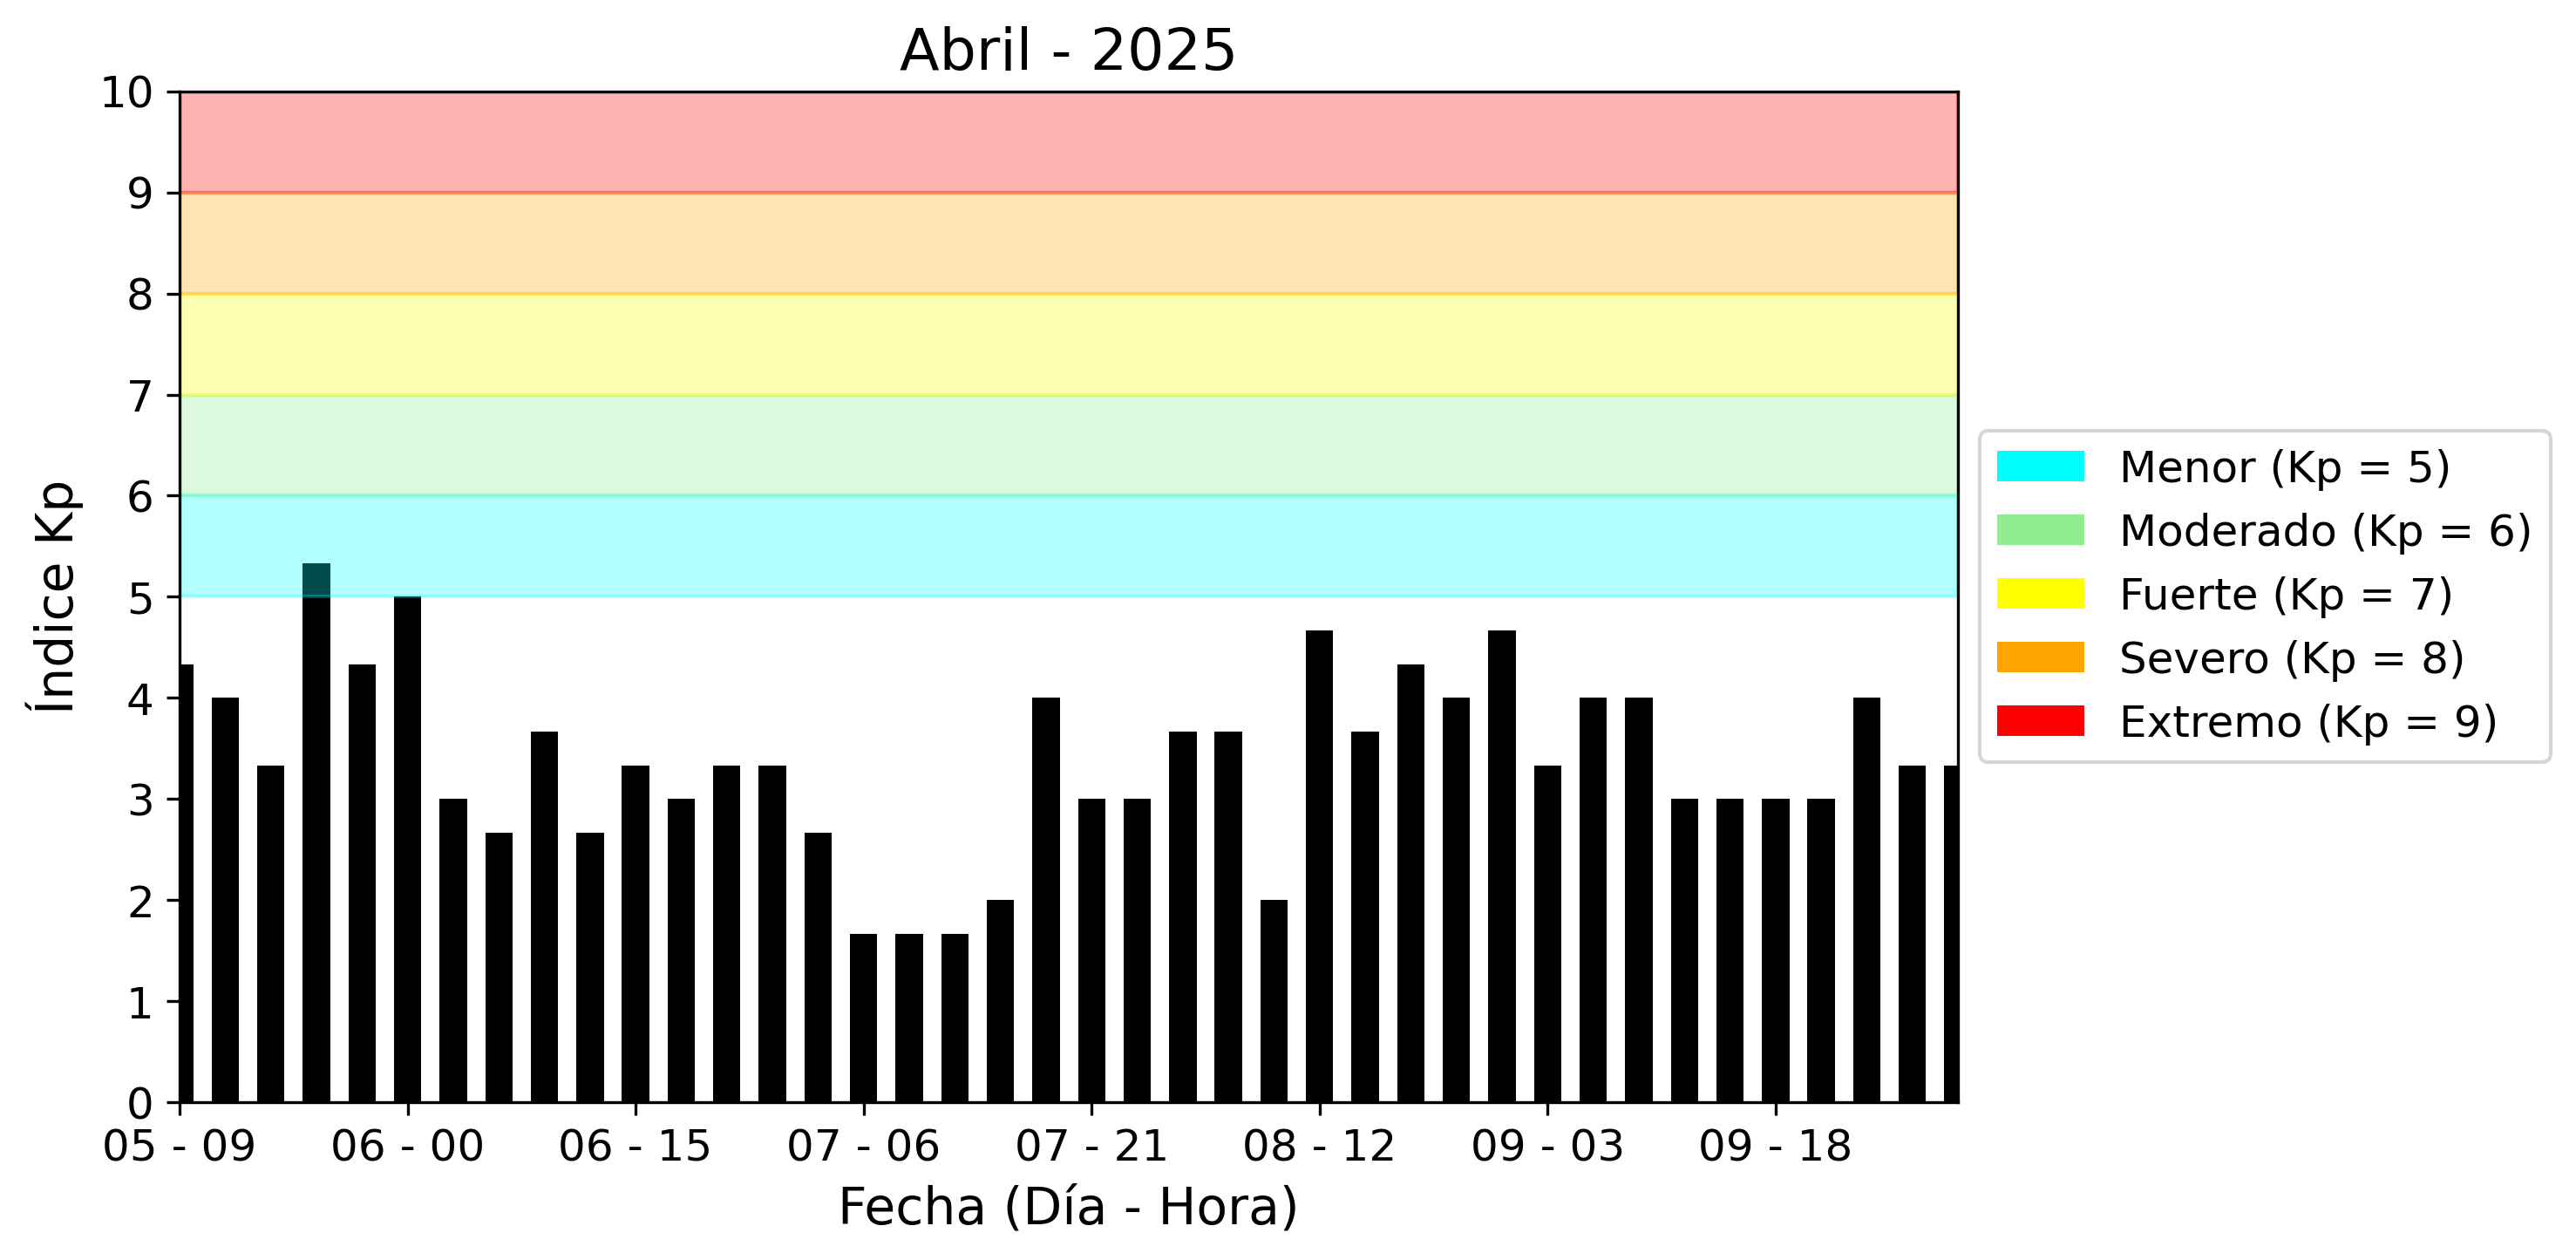 Abril - 2025
10
9
8
7
6
5
4
3
2
1
0
Índice Kp
05 - 09
06 - 00
06 - 15
07 - 06
07 - 21
08 - 12
09 - 03
09 - 18
Fecha (Día - Hora)
Menor (Kp = 5)
Moderado (Kp = 6)
Fuerte (Kp = 7)
Severo (Kp = 8)
Extremo (Kp = 9)